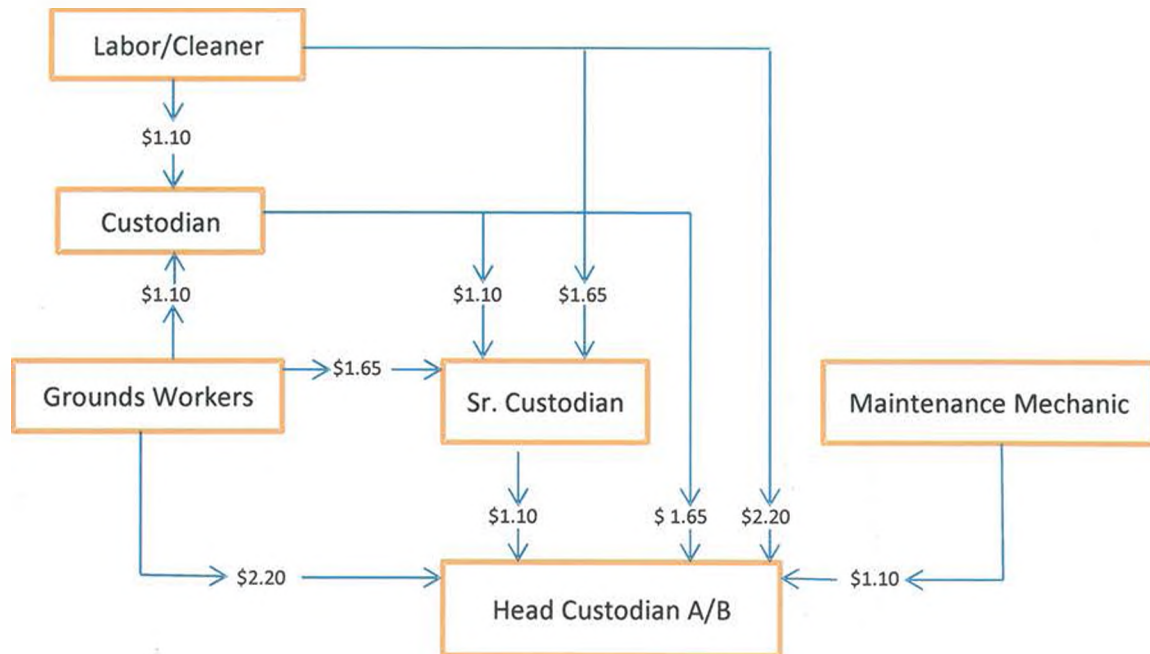 Labor/Cleaner
$1.10
Custodian
$1.10
$1.10
$1.65
Grounds Workers
$1.65
Sr. Custodian
Maintenance Mechanic
$1.10
$ 1.65
$2.20
$2.20
$1.10
Head Custodian A/B